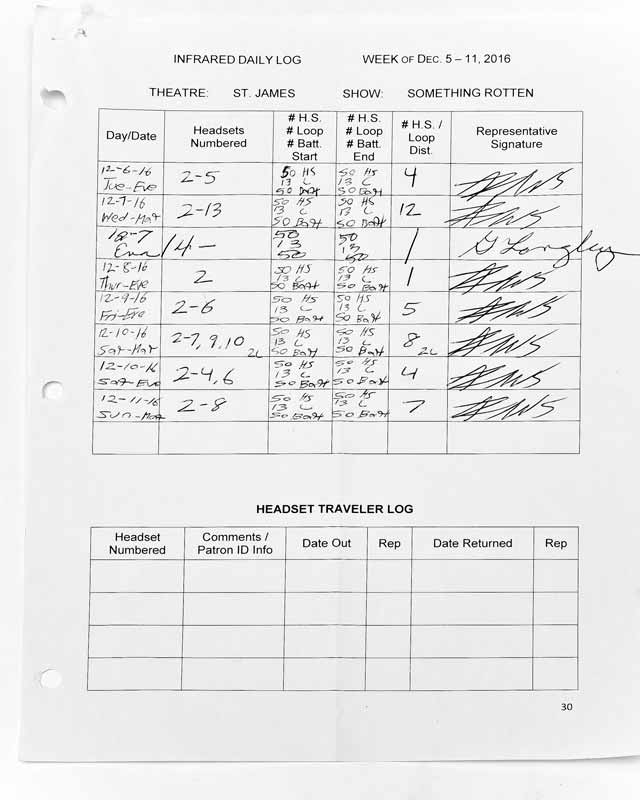 INFRARED DAILY LOG WEEK OF DEC. 5 – 11, 2016
THEATRE: ST. JAMES SHOW: SOMETHING ROTTEN
Day/Date Headsets Numbered # H.S. # Loop # Batt. Start # H.S. # Loop # Batt. End # H.S. / Loop Dist. Representative Signature
12-6-16 Tue-Eve 2-5 50 HS 13 L 50 Batt 50 HS 13 L 50 Batt 4
12-7-16 Wed-Mat 2-13 50 HS 13 L 50 Batt 50 HS 13 L 50 Batt 12
12-7 Eve 14- 50 13 50 50 13 50 1 G Longley
12-8-16 Thur-Eve 2 50 HS 13 L 50 Batt 50 HS 13 L 50 Batt 1
12-9-16 Fri-Eve 2-6 50 HS 13 L 50 Batt 50 HS 13 L 50 Batt 5
12-10-16 Sat-Mat 2-7, 9, 10 2L 50 HS 13 L 50 Batt 50 HS 13 L 50 Batt 8 2L
12-10-16 Sat Eve 2-4, 6 50 HS 13 L 50 Batt 50 HS 13 L 50 Batt 4
12-11-16 Sun-Mat 2-8 50 HS 13 L 50 Batt 50 HS 13 L 50 Batt 7
HEADSET TRAVELER LOG
Headset Numbered Comments / Patron ID Info Date Out Rep Date Returned Rep
30